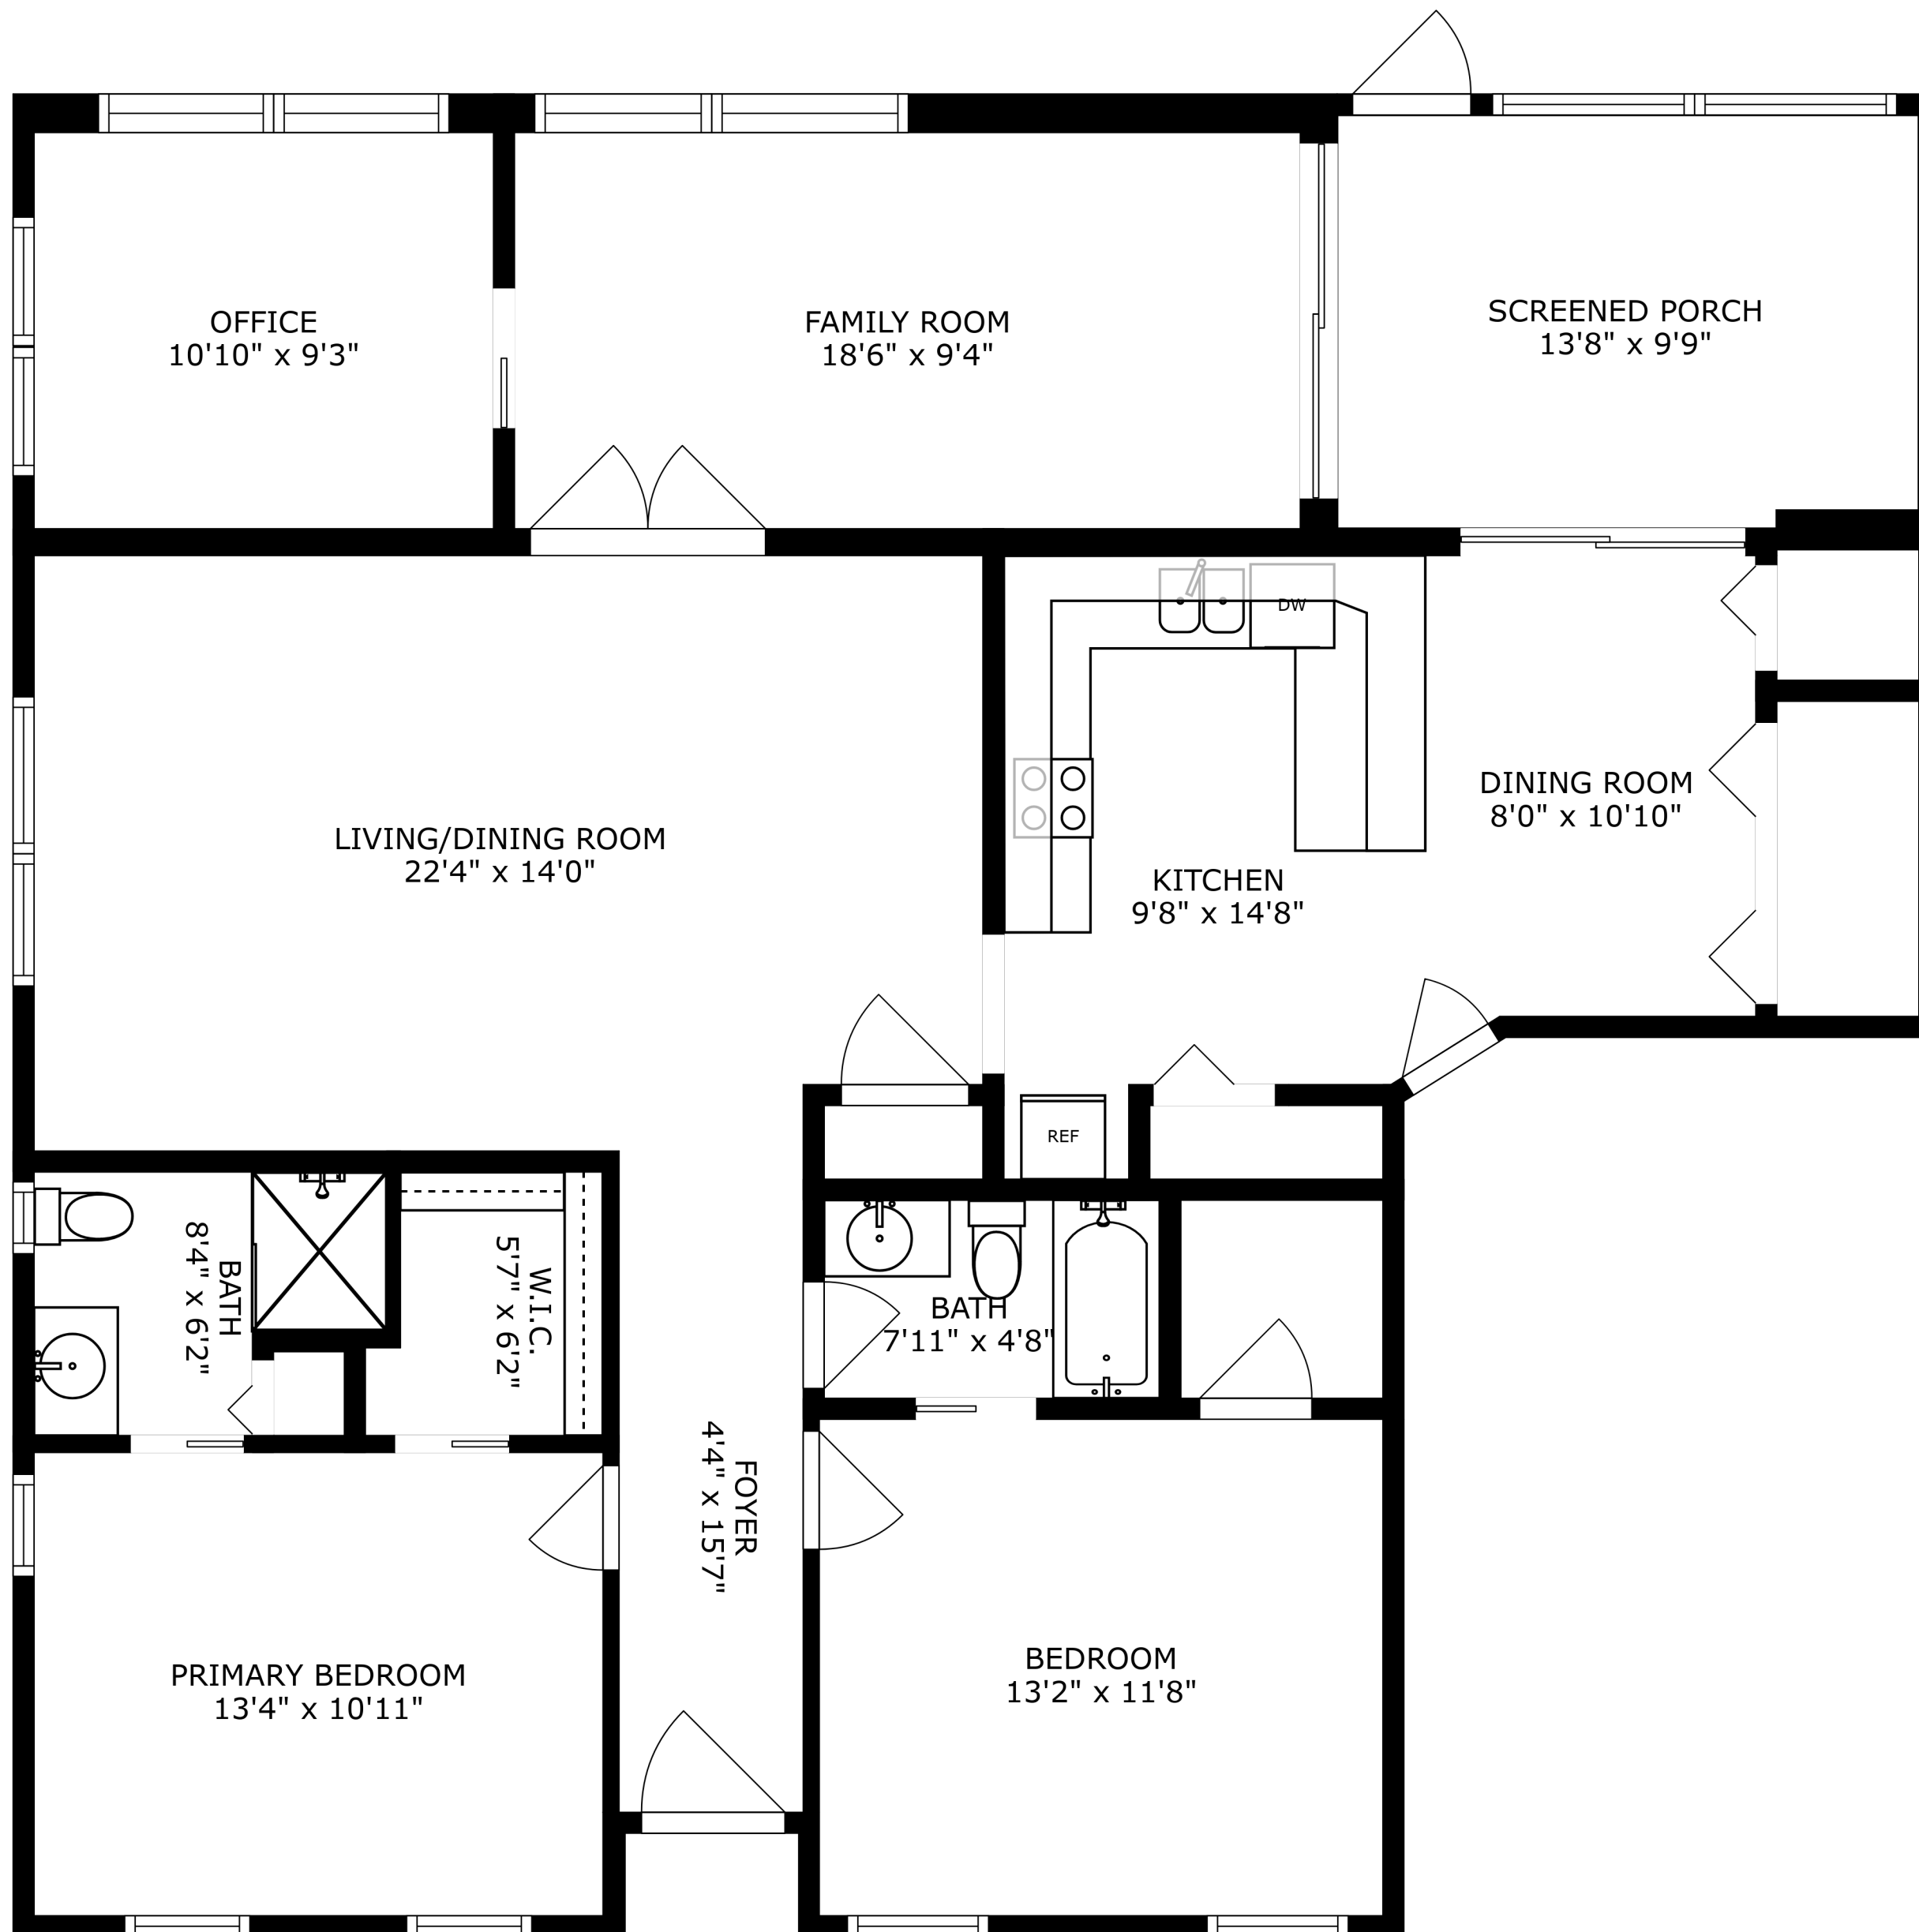 OFFICE
10'10" x 9'3"
FAMILY ROOM
18'6" x 9'4"
SCREENED PORCH
13'8" x 9'9"
DW
LIVING/DINING ROOM
22'4" x 14'0"
DINING ROOM
8'0" x 10'10"
KITCHEN
9'8" x 14'8"
REF
BATH
8'4" x 6'2"
W.I.C.
5'7" x 6'2"
BATH
7'11" x 4'8"
FOYER
4'4" x 15'7"
PRIMARY BEDROOM
13'4" x 10'11"
BEDROOM
13'2" x 11'8"